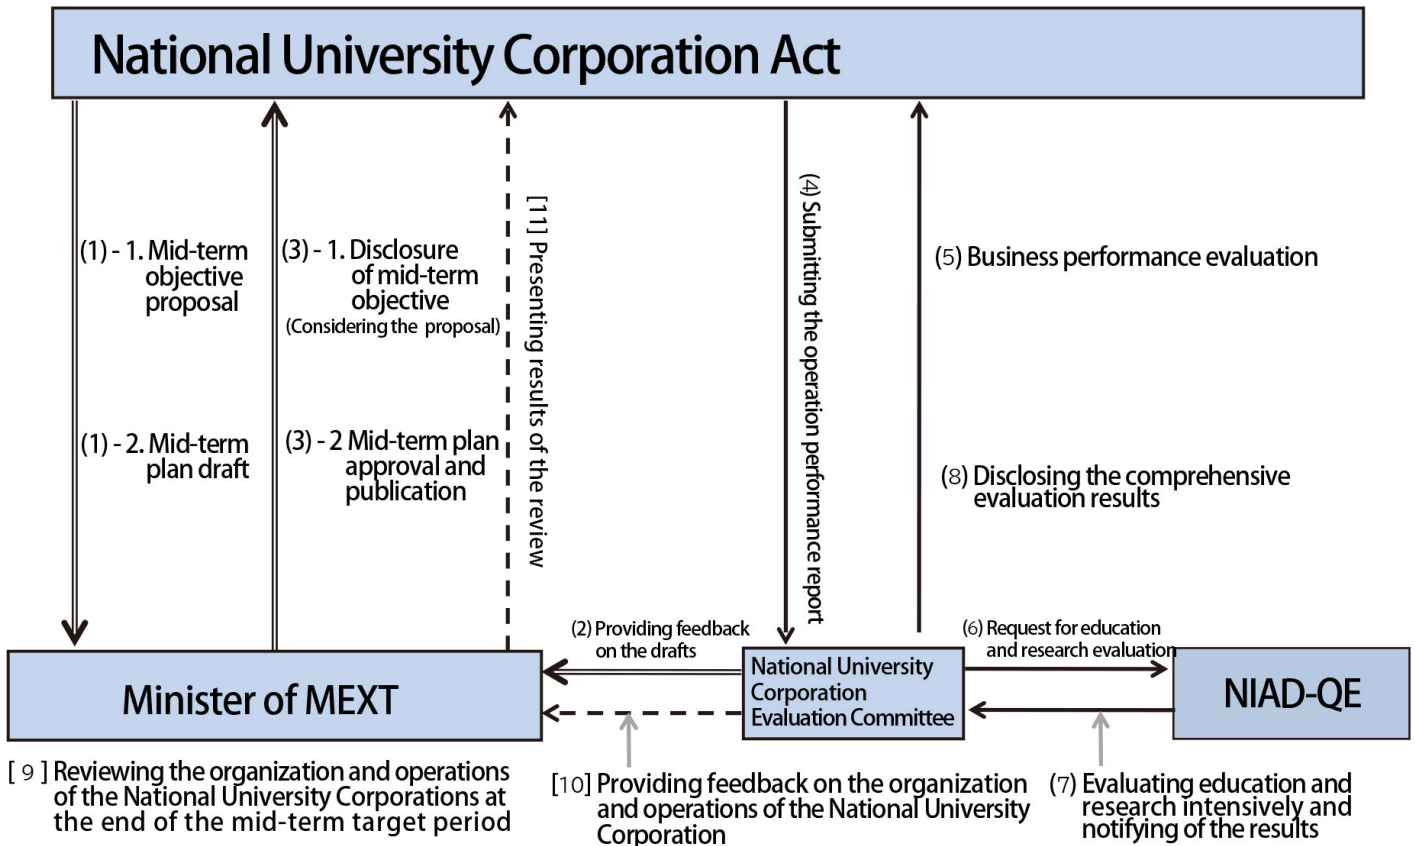 National University Corporation Act
(1) - 1. Mid-term
objective
proposal
(1) - 2. Mid-term
plan draft
(3) - 1. Disclosure
of mid-term
objective
(Considering the proposal)
(3) - 2 Mid-term plan
approval and
publication
[11] Presenting results of the review
(4) Submitting the operation performance report
(5) Business performance evaluation
(8) Disclosing the comprehensive
evaluation results
(2) Providing feedback
on the drafts
(6) Request for education
and research evaluation
Minister of MEXT
National University
Corporation
Evaluation Committee
NIAD-QE
[ 9 ] Reviewing the organization and operations
of the National University Corporations at
the end of the mid-term target period
[10] Providing feedback on the organization
and operations of the National University
Corporation
(7) Evaluating education and
research intensively and
notifying of the results